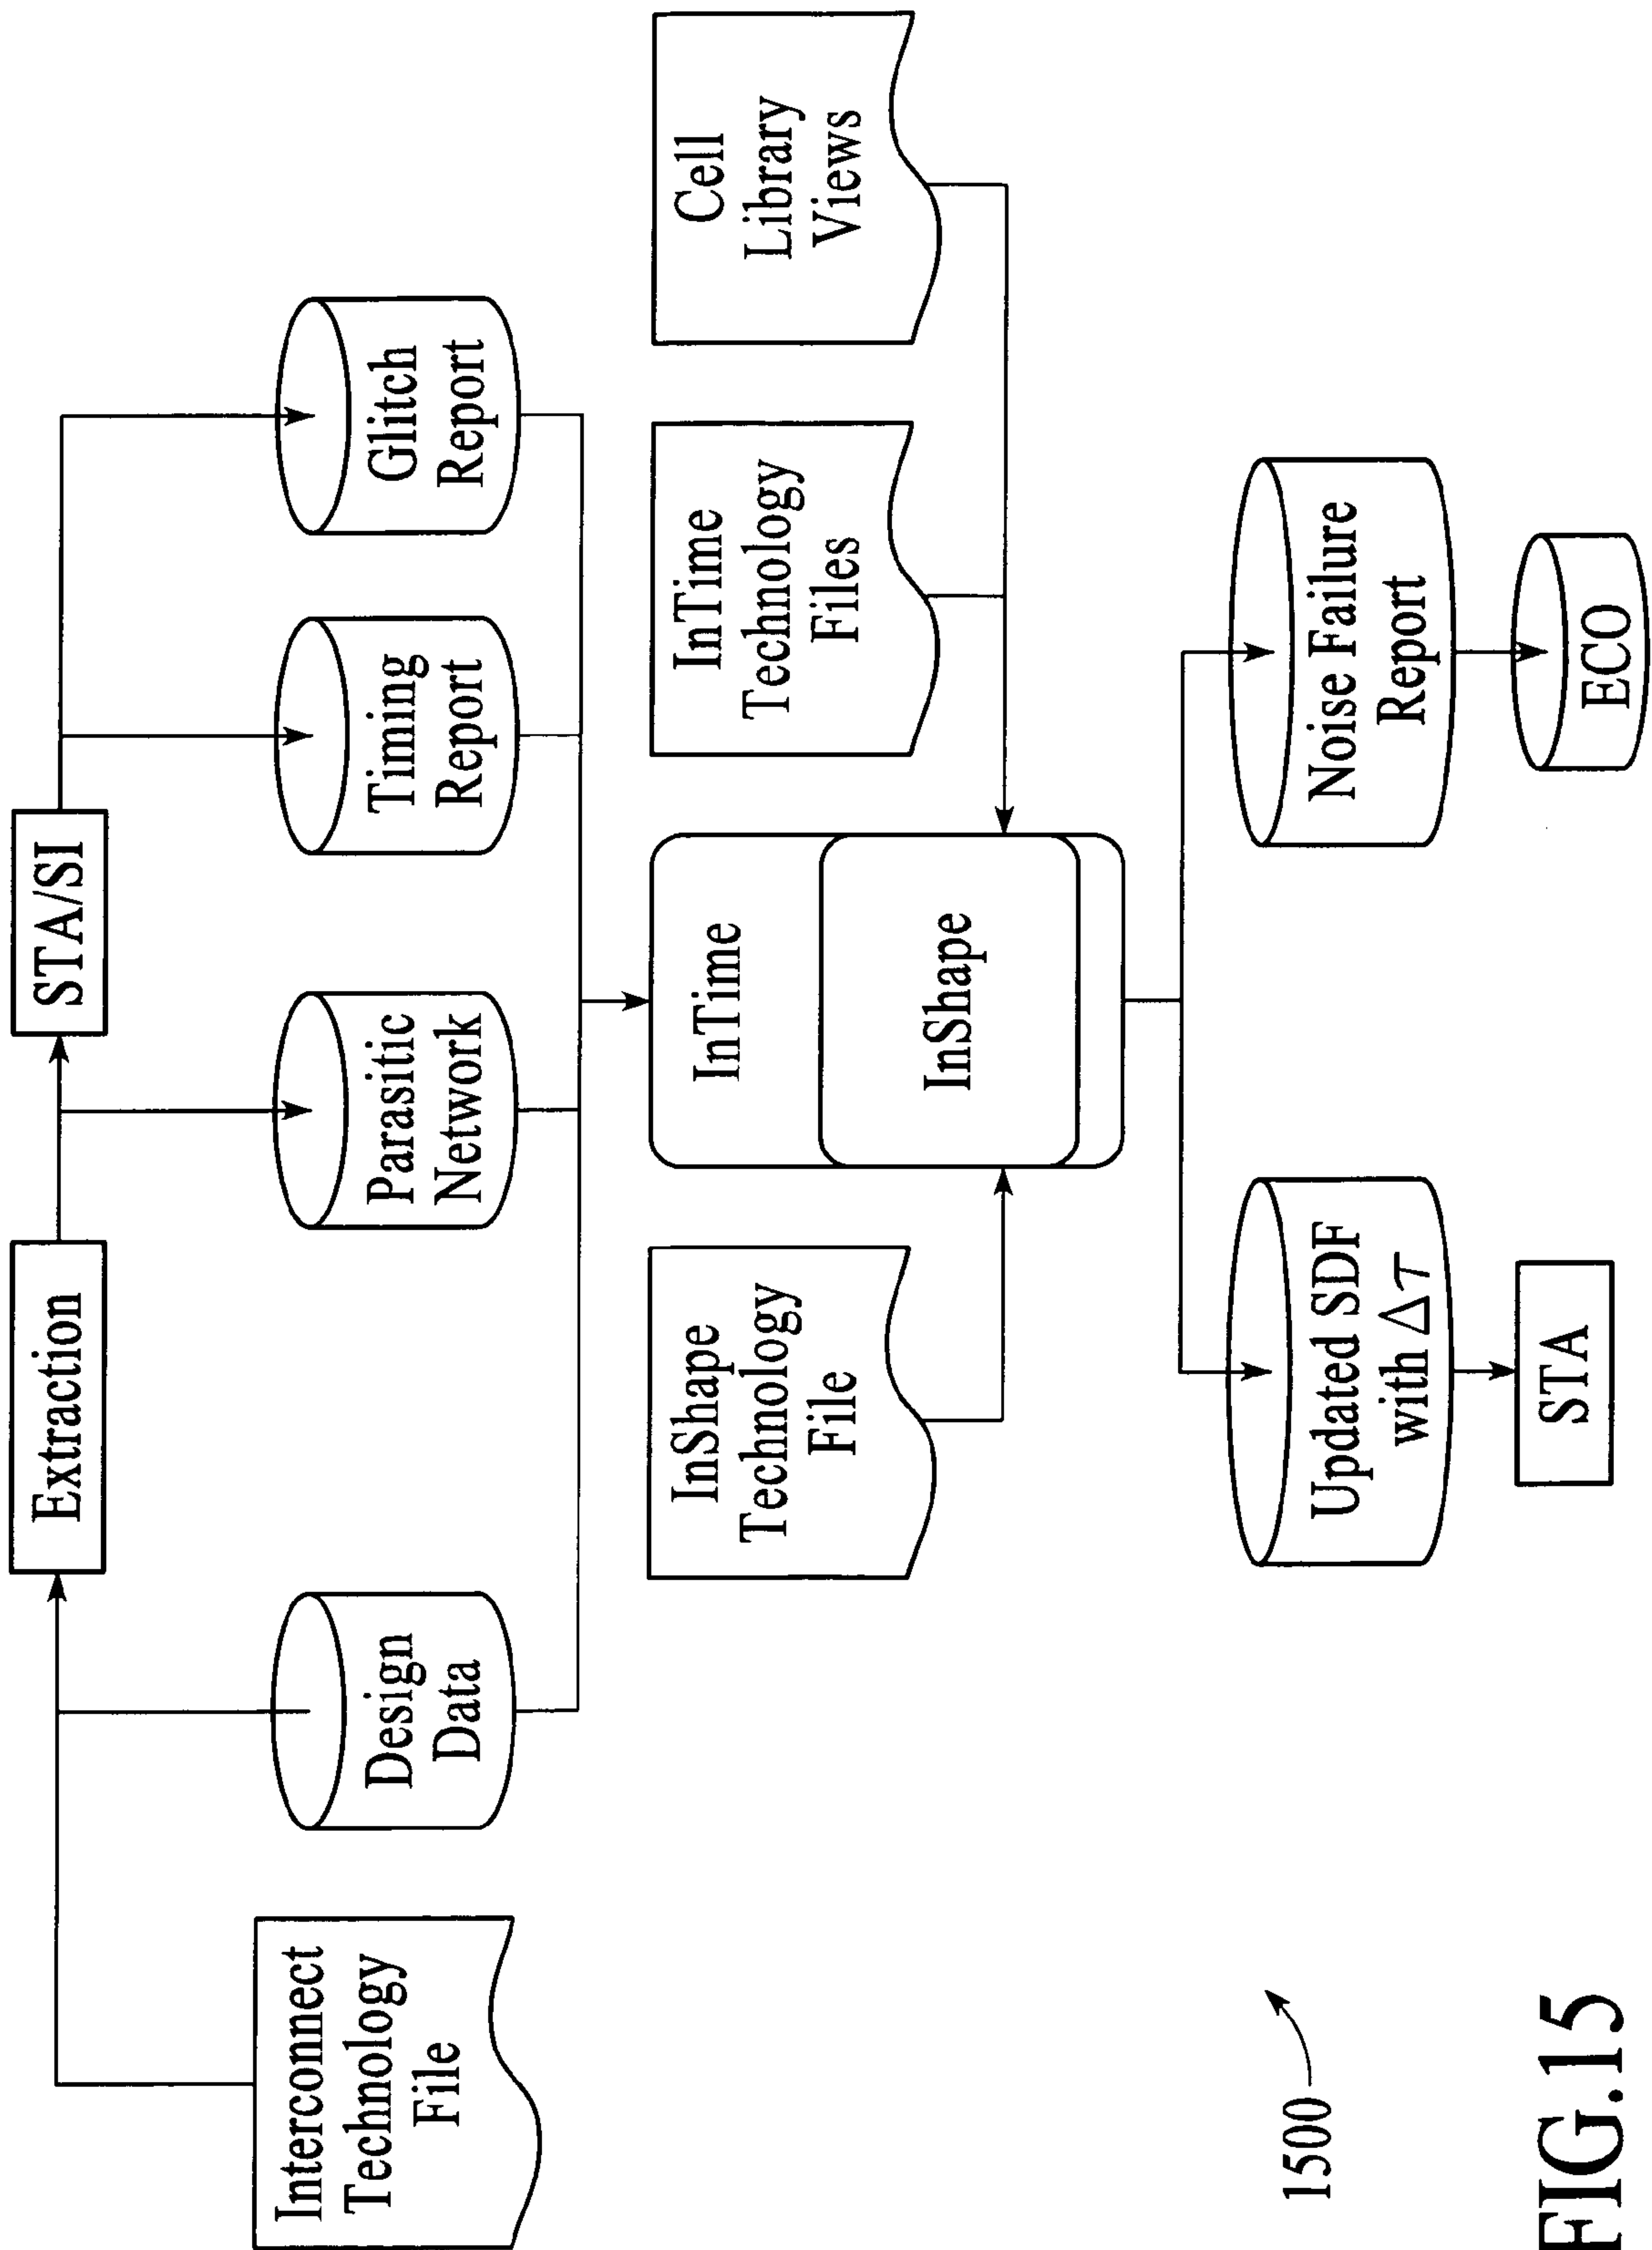 Extraction
STA/SI
Interconnect
Technology
File
Design
Data
Parasitic
Network
Timing
Report
Glitch
Report
InShape
Technology
File
InTime
InShape
InTime
Technology
Files
Cell
Library
Views
Updated SDF
with Δτ
Noise Failure
Report
STA
ECO
1500
FIG.15